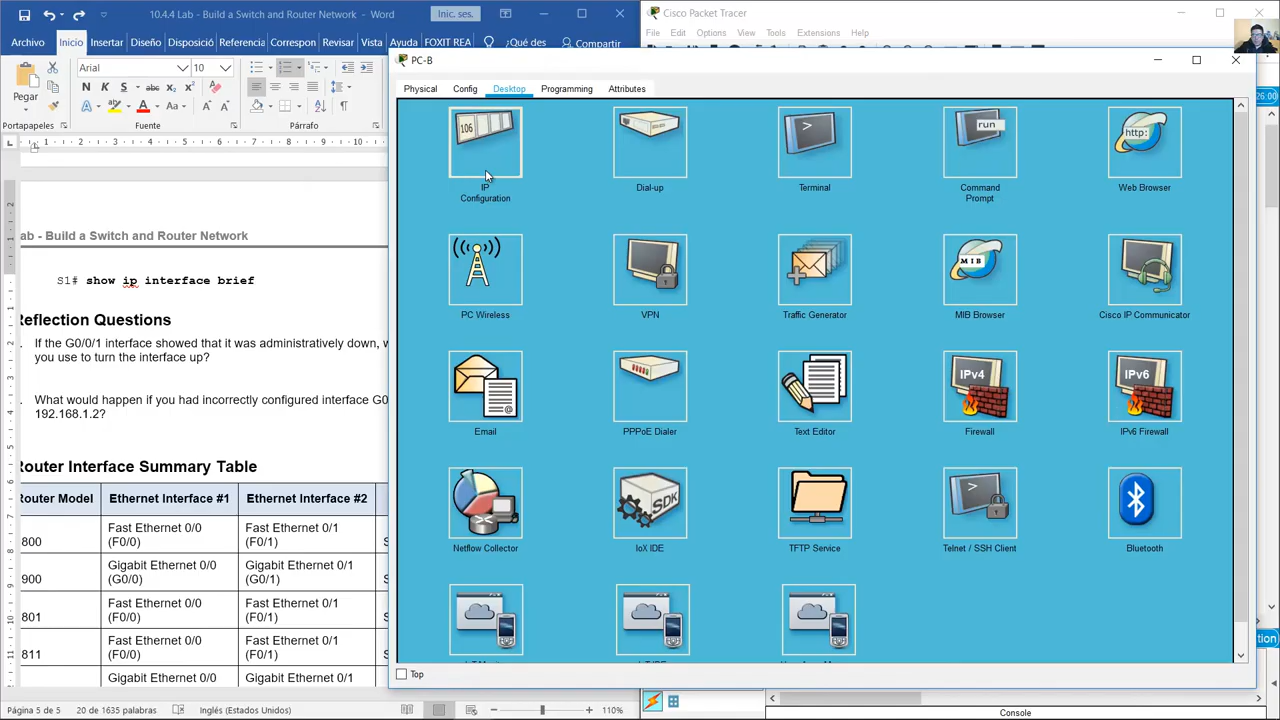 10.4.4 Lab - Build a Switch and Router Network - Word
Inic. ses.
Cisco Packet Tracer
Inicio
Insertar
Diseño
Disposició
Referencia
Correspon
Revisar
Vista
Ayuda
FOXIT REA
¿Qué des
Compartir
File
Edit
Options
View
Tools
Extensions
Help
Pegar
Arial
10
N
K
S
Aa
Portapapeles
Fuente
Párrafo
PC-B
Physical
Config
Desktop
Programming
Attributes
:26:00
106
IP
Configuration
Dial-up
>
Terminal
run
Command
Prompt
http:
Web Browser
PC Wireless
VPN
Traffic Generator
MIB
MIB Browser
Cisco IP Communicator
Email
PPPoE Dialer
Text Editor
IPv4
Firewall
IPv6
IPv6 Firewall
Netflow Collector
SDK
IoX IDE
TFTP Service
>
Telnet / SSH Client
Bluetooth
Top
ab - Build a Switch and Router Network
S1# show ip interface brief
Reflection Questions
If the G0/0/1 interface showed that it was administratively down, w
you use to turn the interface up?
What would happen if you had incorrectly configured interface G0
192.168.1.2?
Router Interface Summary Table
Router Model
Ethernet Interface #1
Ethernet Interface #2
800
Fast Ethernet 0/0
(F0/0)
Fast Ethernet 0/1
(F0/1)
900
Gigabit Ethernet 0/0
(G0/0)
Gigabit Ethernet 0/1
(G0/1)
801
Fast Ethernet 0/0
(F0/0)
Fast Ethernet 0/1
(F0/1)
811
Fast Ethernet 0/0
(F0/0)
Fast Ethernet 0/1
(F0/1)
Gigabit Ethernet 0/0
Gigabit Ethernet 0/1
Página 5 de 5
20 de 1635 palabras
Inglés (Estados Unidos)
110%
Console